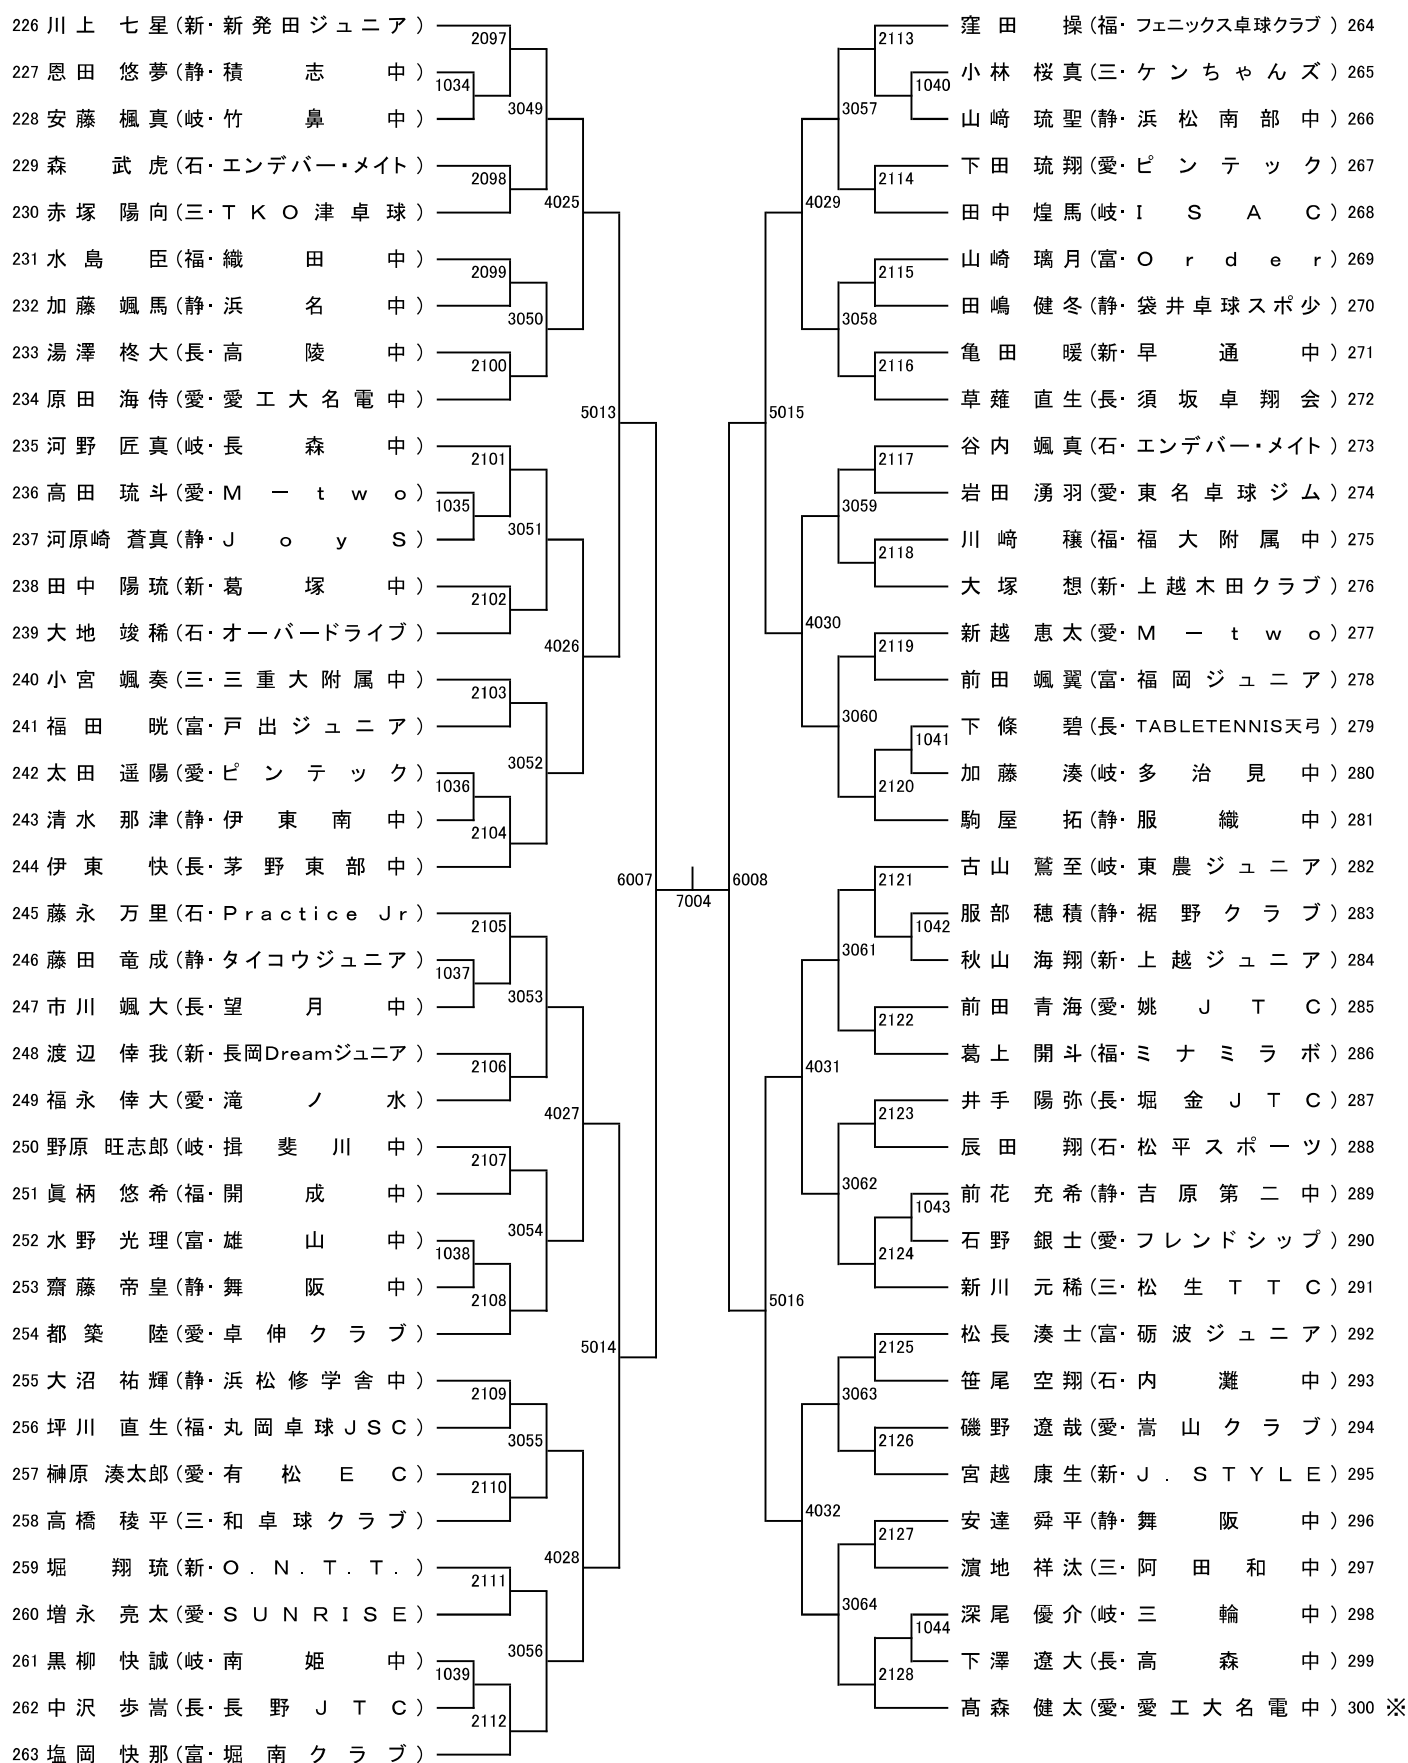 226 川上 七星 (新・新発田ジュニア)
227 恩田 悠夢 (静・積志中)
228 安藤 楓真 (岐・竹鼻中)
229 森 武虎 (石・エンデバー・メイト)
230 赤塚 陽向 (三・TKO津卓球)
231 水島 臣 (福・織田中)
232 加藤 颯馬 (静・浜名中)
233 湯澤 柊大 (長・高陵中)
234 原田 海侍 (愛・愛工大名電中)
235 河野 匠真 (岐・長森中)
236 高田 琉斗 (愛・M－two)
237 河原崎 蒼真 (静・JoyS)
238 田中 陽琉 (新・葛塚中)
239 大地 竣稀 (石・オーバードライブ)
240 小宮 颯奏 (三・三重大附属中)
241 福田 晄 (富・戸出ジュニア)
242 太田 遥陽 (愛・ピンテック)
243 清水 那津 (静・伊東南中)
244 伊東 快 (長・茅野東部中)
245 藤永 万里 (石・Practice Jr)
246 藤田 竜成 (静・タイコウジュニア)
247 市川 颯大 (長・望月中)
248 渡辺 倖我 (新・長岡Dreamジュニア)
249 福永 倖大 (愛・滝ノ水)
250 野原 旺志郎 (岐・揖斐川中)
251 眞柄 悠希 (福・開成中)
252 水野 光理 (富・雄山中)
253 齋藤 帝皇 (静・舞阪中)
254 都築 陸 (愛・卓伸クラブ)
255 大沼 祐輝 (静・浜松修学舎中)
256 坪川 直生 (福・丸岡卓球JSC)
257 榊原 湊太郎 (愛・有松EC)
258 高橋 稜平 (三・和卓球クラブ)
259 堀 翔琉 (新・O.N.T.T.)
260 増永 亮太 (愛・SUNRISE)
261 黒柳 快誠 (岐・南姫中)
262 中沢 歩嵩 (長・長野JTC)
263 塩岡 快那 (富・堀南クラブ)
2097
1034
3049
2098
4025
2099
3050
2100
5013
2101
1035
3051
2102
4026
2103
3052
1036
2104
6007
2105
1037
3053
2106
4027
2107
3054
1038
2108
5014
2109
3055
2110
4028
2111
3056
1039
2112
7004
6008
2113
1040
3057
2114
4029
2115
3058
2116
5015
2117
3059
2118
4030
2119
3060
1041
2120
2121
1042
3061
2122
4031
2123
3062
1043
2124
5016
2125
3063
2126
4032
2127
3064
1044
2128
窪田 操 (福・フェニックス卓球クラブ) 264
小林 桜真 (三・ケンちゃんズ) 265
山﨑 琉聖 (静・浜松南部中) 266
下田 琉翔 (愛・ピンテック) 267
田中 煌馬 (岐・ISAC) 268
山崎 璃月 (富・Order) 269
田嶋 健冬 (静・袋井卓球スポ少) 270
亀田 暖 (新・早通中) 271
草薙 直生 (長・須坂卓翔会) 272
谷内 颯真 (石・エンデバー・メイト) 273
岩田 湧羽 (愛・東名卓球ジム) 274
川﨑 穣 (福・福大附属中) 275
大塚 想 (新・上越木田クラブ) 276
新越 恵太 (愛・M－two) 277
前田 颯翼 (富・福岡ジュニア) 278
下條 碧 (長・TABLETENNIS天弓) 279
加藤 湊 (岐・多治見中) 280
駒屋 拓 (静・服織中) 281
古山 鷲至 (岐・東農ジュニア) 282
服部 穂積 (静・裾野クラブ) 283
秋山 海翔 (新・上越ジュニア) 284
前田 青海 (愛・姚JTC) 285
葛上 開斗 (福・ミナミラボ) 286
井手 陽弥 (長・堀金JTC) 287
辰田 翔 (石・松平スポーツ) 288
前花 充希 (静・吉原第二中) 289
石野 銀士 (愛・フレンドシップ) 290
新川 元稀 (三・松生TTC) 291
松長 湊士 (富・砺波ジュニア) 292
笹尾 空翔 (石・内灘中) 293
磯野 遼哉 (愛・嵩山クラブ) 294
宮越 康生 (新・J.STYLE) 295
安達 舜平 (静・舞阪中) 296
濵地 祥汰 (三・阿田和中) 297
深尾 優介 (岐・三輪中) 298
下澤 遼大 (長・高森中) 299
髙森 健太 (愛・愛工大名電中) 300 ※